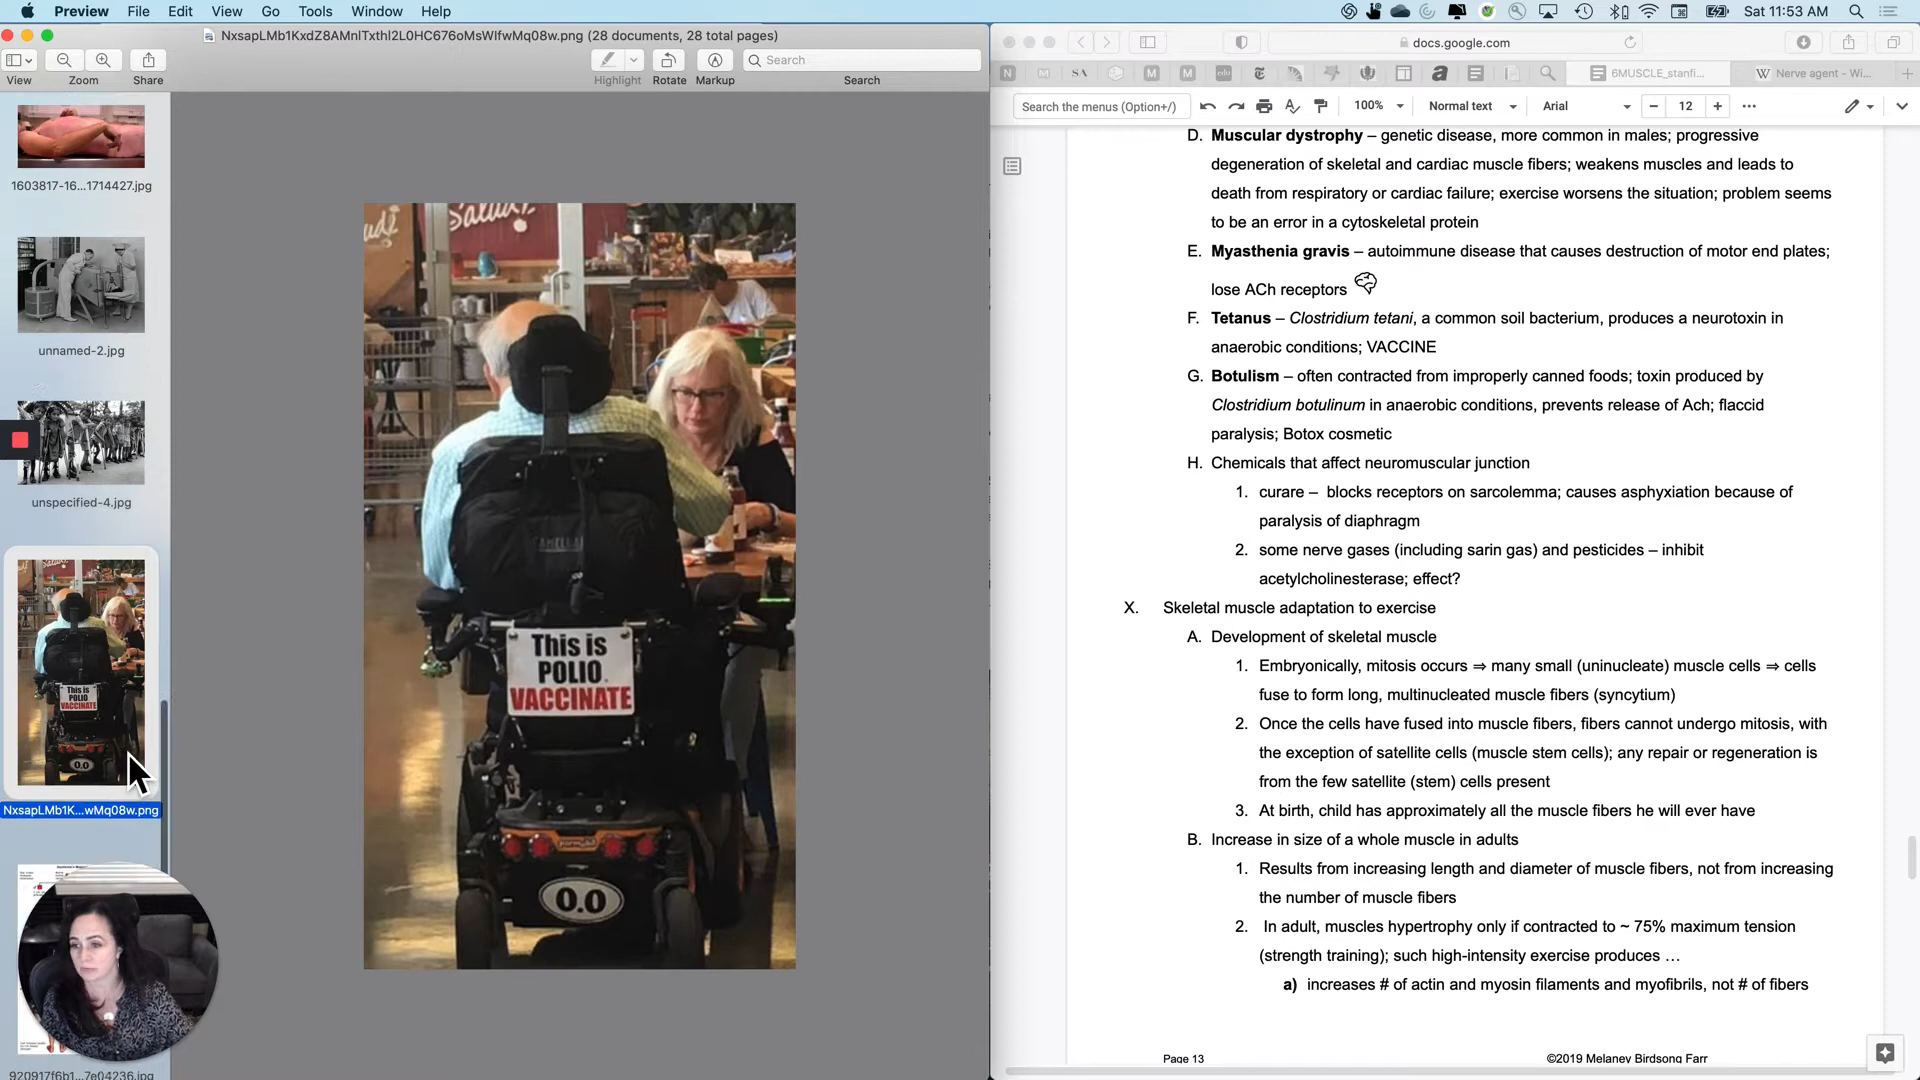 Preview File Edit View Go Tools Window Help
Sat 11:53 AM
NxsapLMb1KxdZ8AMnlTxthl2L0HC676oMsWIfwMq08w.png (28 documents, 28 total pages)
View
Zoom
Share
Highlight
Rotate
Markup
Search
Search
1603817-16...1714427.jpg
unnamed-2.jpg
unspecified-4.jpg
NxsapLMb1K...wMq08w.png
920917f6b1...7e04236.jpg
Salud!
This is
POLIO
VACCINATE
0.0
docs.google.com
6MUSCLE_stanfi...
Nerve agent - Wi...
Search the menus (Option+/)
100%
Normal text
Arial
12
D. Muscular dystrophy – genetic disease, more common in males; progressive
degeneration of skeletal and cardiac muscle fibers; weakens muscles and leads to
death from respiratory or cardiac failure; exercise worsens the situation; problem seems
to be an error in a cytoskeletal protein
E. Myasthenia gravis – autoimmune disease that causes destruction of motor end plates;
lose ACh receptors
F. Tetanus – Clostridium tetani, a common soil bacterium, produces a neurotoxin in
anaerobic conditions; VACCINE
G. Botulism – often contracted from improperly canned foods; toxin produced by
Clostridium botulinum in anaerobic conditions, prevents release of Ach; flaccid
paralysis; Botox cosmetic
H. Chemicals that affect neuromuscular junction
1. curare – blocks receptors on sarcolemma; causes asphyxiation because of
paralysis of diaphragm
2. some nerve gases (including sarin gas) and pesticides – inhibit
acetylcholinesterase; effect?
X. Skeletal muscle adaptation to exercise
A. Development of skeletal muscle
1. Embryonically, mitosis occurs ⇒ many small (uninucleate) muscle cells ⇒ cells
fuse to form long, multinucleated muscle fibers (syncytium)
2. Once the cells have fused into muscle fibers, fibers cannot undergo mitosis, with
the exception of satellite cells (muscle stem cells); any repair or regeneration is
from the few satellite (stem) cells present
3. At birth, child has approximately all the muscle fibers he will ever have
B. Increase in size of a whole muscle in adults
1. Results from increasing length and diameter of muscle fibers, not from increasing
the number of muscle fibers
2. In adult, muscles hypertrophy only if contracted to ~ 75% maximum tension
(strength training); such high-intensity exercise produces …
a) increases # of actin and myosin filaments and myofibrils, not # of fibers
Page 13
©2019 Melaney Birdsong Farr